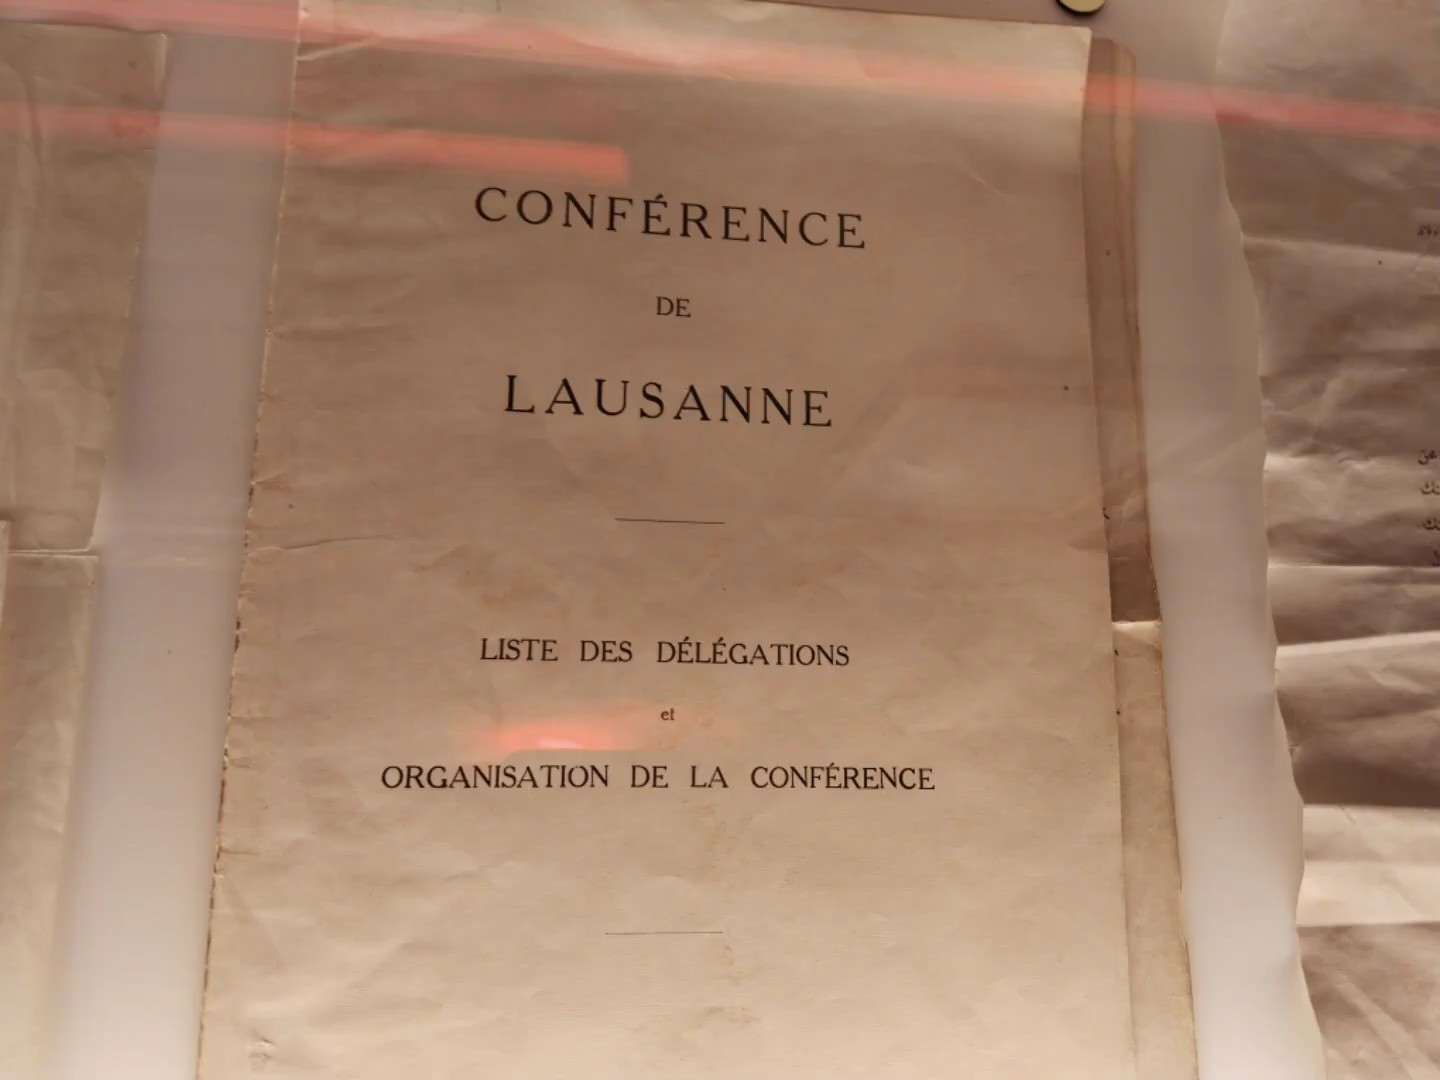 CONFÉRENCE
DE
LAUSANNE
LISTE DES DÉLÉGATIONS
et
ORGANISATION DE LA CONFÉRENCE